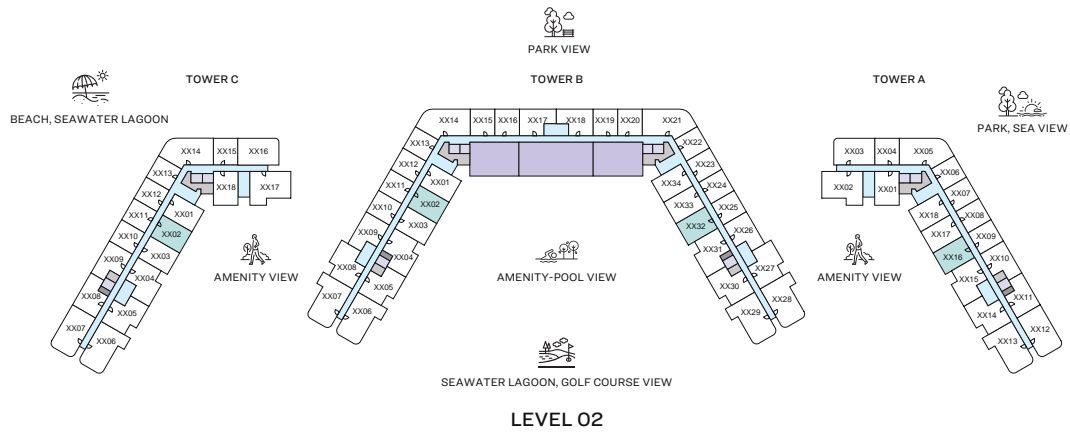 PARK VIEW
TOWER C
TOWER B
TOWER A
BEACH, SEAWATER LAGOON
PARK, SEA VIEW
XX14
XX15
XX16
XX13
XX12
XX11
XX10
XX09
XX08
XX07
XX06
XX05
XX04
XX03
XX02
XX01
XX18
XX17
XX14
XX15
XX16
XX17
XX18
XX19
XX20
XX21
XX13
XX12
XX11
XX10
XX09
XX08
XX07
XX06
XX05
XX04
XX03
XX02
XX01
XX22
XX23
XX24
XX25
XX26
XX27
XX28
XX29
XX30
XX31
XX32
XX33
XX34
XX03
XX04
XX05
XX02
XX01
XX06
XX07
XX08
XX09
XX10
XX11
XX12
XX13
XX14
XX15
XX16
XX17
XX18
AMENITY VIEW
AMENITY-POOL VIEW
AMENITY VIEW
SEAWATER LAGOON, GOLF COURSE VIEW
LEVEL 02